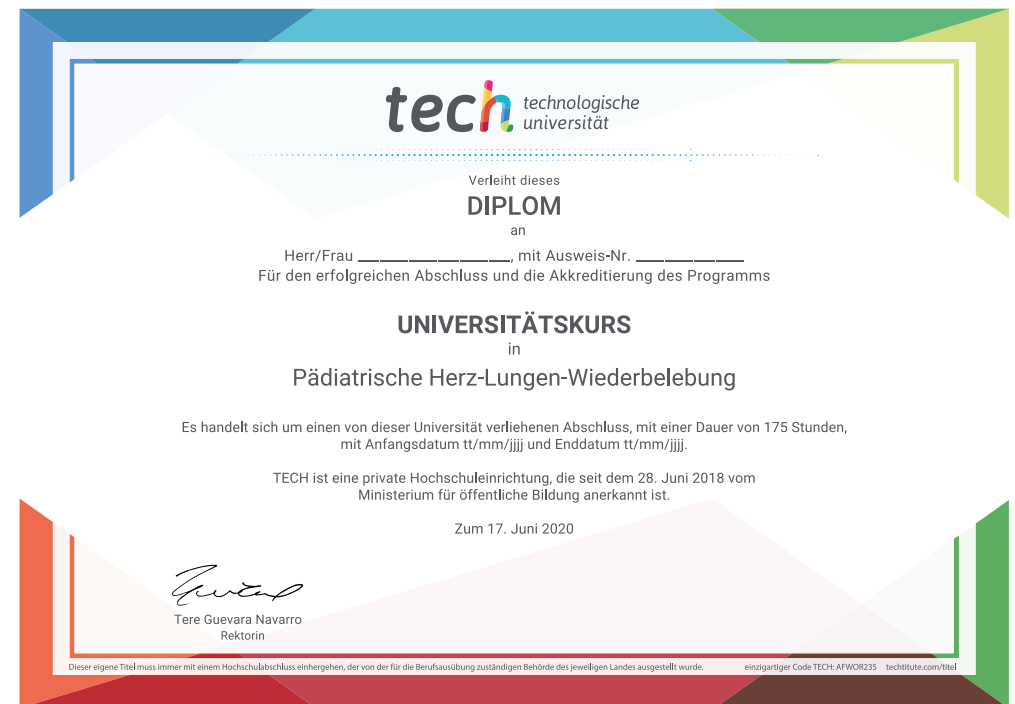 tech technologische
universität
Verleiht dieses
DIPLOM
an
Herr/Frau ________________, mit Ausweis-Nr. ____________
Für den erfolgreichen Abschluss und die Akkreditierung des Programms
UNIVERSITÄTSKURS
in
Pädiatrische Herz-Lungen-Wiederbelebung
Es handelt sich um einen von dieser Universität verliehenen Abschluss, mit einer Dauer von 175 Stunden,
mit Anfangsdatum tt/mm/jjjj und Enddatum tt/mm/jjjj.
TECH ist eine private Hochschuleinrichtung, die seit dem 28. Juni 2018 vom
Ministerium für öffentliche Bildung anerkannt ist.
Zum 17. Juni 2020
Tere Guevara Navarro
Rektorin
Dieser eigene Titel muss immer mit einem Hochschulabschluss einhergehen, der von der für die Berufsausübung zuständigen Behörde des jeweiligen Landes ausgestellt wurde. einzigartiger Code TECH: AFWOR23S techtitute.com/titel